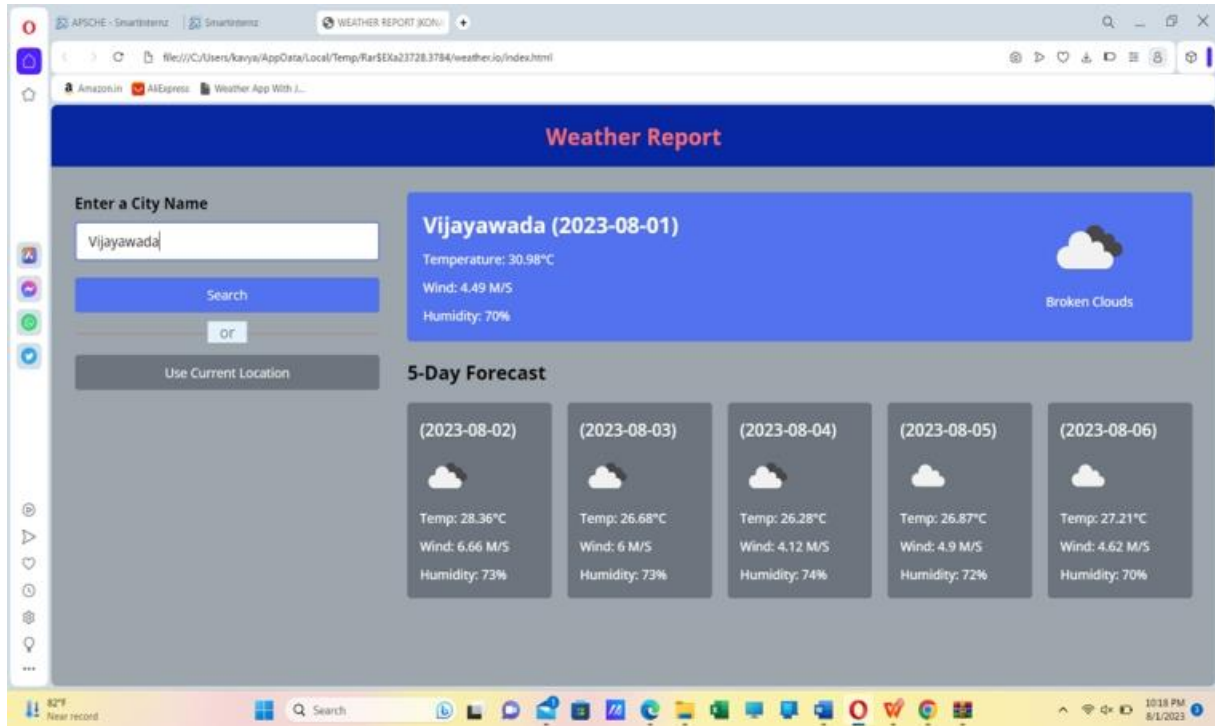 APSCHE - Smartinternz
Smartinternz
WEATHER REPORT
file:///C:/Users/kavya/AppData/Local/Temp/Rar$EXa23728.3784/weather.io/index.html
Amazon.in
AliExpress
Weather App With J...
Weather Report
Enter a City Name
Vijayawada
Search
or
Use Current Location
Vijayawada (2023-08-01)
Temperature: 30.98°C
Wind: 4.49 M/S
Humidity: 70%
Broken Clouds
5-Day Forecast
(2023-08-02)
Temp: 28.36°C
Wind: 6.66 M/S
Humidity: 73%
(2023-08-03)
Temp: 26.68°C
Wind: 6 M/S
Humidity: 73%
(2023-08-04)
Temp: 26.28°C
Wind: 4.12 M/S
Humidity: 74%
(2023-08-05)
Temp: 26.87°C
Wind: 4.9 M/S
Humidity: 72%
(2023-08-06)
Temp: 27.21°C
Wind: 4.62 M/S
Humidity: 70%
82°F
Near record
Search
10:18 PM
8/1/2023